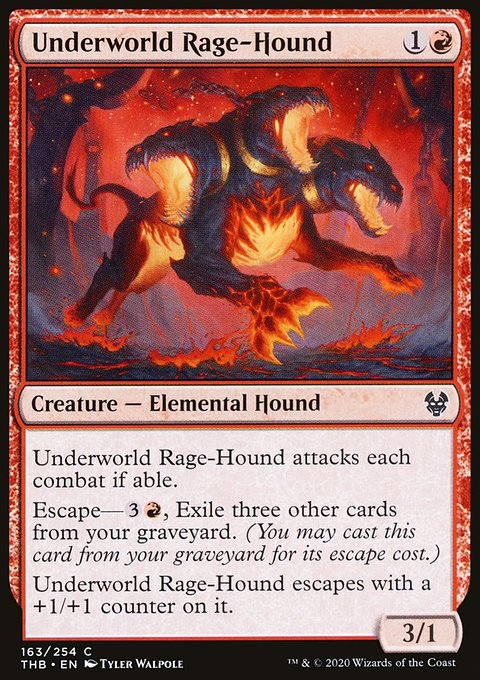 Underworld Rage-Hound 1
Creature — Elemental Hound
Underworld Rage-Hound attacks each
combat if able.
Escape—3, Exile three other cards
from your graveyard. (You may cast this
card from your graveyard for its escape cost.)
Underworld Rage-Hound escapes with a
+1/+1 counter on it.
3/1
163/254 C
THB • EN Tyler Walpole
™ & © 2020 Wizards of the Coast